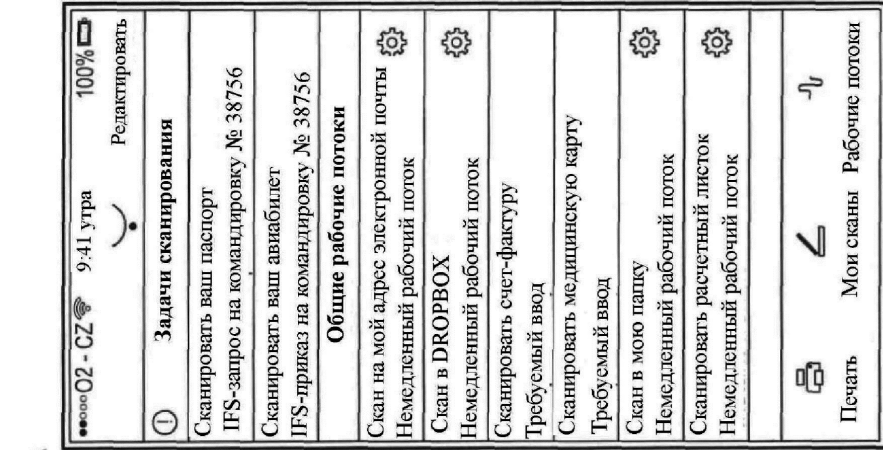 O2 - CZ 9:41 утра 100%
Редактировать
Задачи сканирования
Сканировать ваш паспорт
IFS-запрос на командировку № 38756
Сканировать ваш авиабилет
IFS-приказ на командировку № 38756
Общие рабочие потоки
Скан на мой адрес электронной почты
Немедленный рабочий поток
Скан в DROPBOX
Немедленный рабочий поток
Сканировать счет-фактуру
Требуемый ввод
Сканировать медицинскую карту
Требуемый ввод
Скан в мою папку
Немедленный рабочий поток
Сканировать расчетный листок
Немедленный рабочий поток
Печать Мои сканы Рабочие потоки